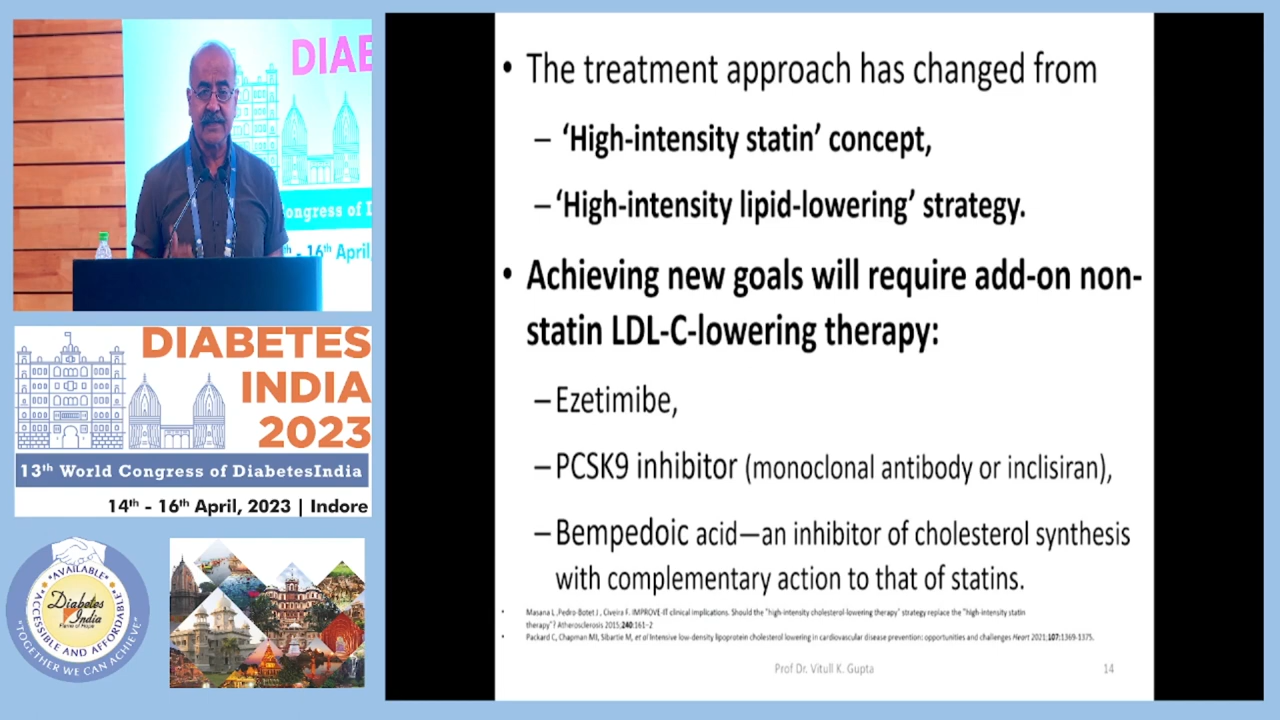 DIAE
ongress of I
th - 16th April,
DIABETES
INDIA
2023
13th World Congress of DiabetesIndia
14th - 16th April, 2023 | Indore
*AVAILABLE*
ACCESSIBLE AND AFFORDABLE
Diabetes
India
"TOGETHER WE CAN ACHIEVE"
• The treatment approach has changed from
– ‘High-intensity statin’ concept,
– ‘High-intensity lipid-lowering’ strategy.
• Achieving new goals will require add-on non-
statin LDL-C-lowering therapy:
– Ezetimibe,
– PCSK9 inhibitor (monoclonal antibody or inclisiran),
– Bempedoic acid—an inhibitor of cholesterol synthesis
with complementary action to that of statins.
• Masana L ,Pedro-Botet J , Civeira F. IMPROVE-IT clinical implications. Should the "high-intensity cholesterol-lowering therapy" strategy replace the "high-intensity statin
therapy"? Atherosclerosis 2015;240:161–2
• Packard C, Chapman MJ, Sibartie M, et al Intensive low-density lipoprotein cholesterol lowering in cardiovascular disease prevention: opportunities and challenges Heart 2021;107:1369-1375.
Prof Dr. Vitull K. Gupta
14